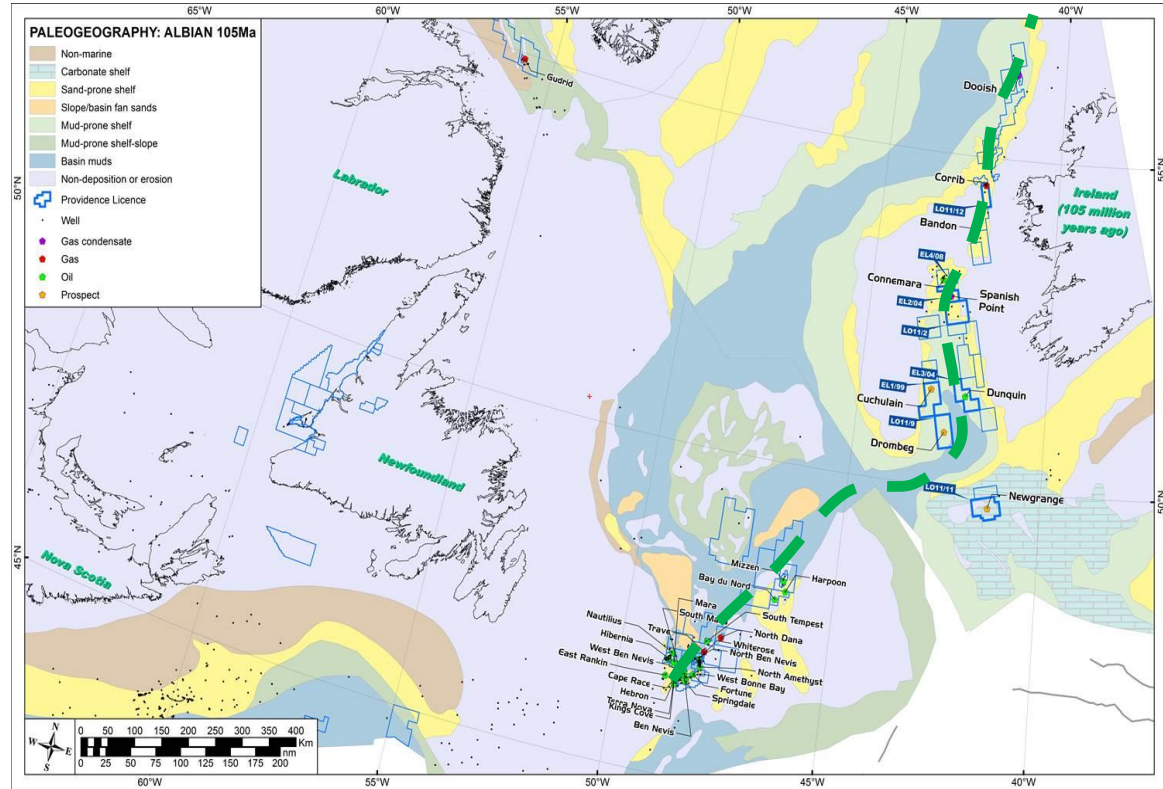 65°W
60°W
55°W
50°W
45°W
40°W
PALEOGEOGRAPHY: ALBIAN 105Ma
Non-marine
Carbonate shelf
Sand-prone shelf
Slope/basin fan sands
Mud-prone shelf
Mud-prone shelf-slope
Basin muds
Non-deposition or erosion
Providence Licence
Well
Gas condensate
Gas
Oil
Prospect
Gudrid
Dooish
Labrador
50°N
55°N
Corrib
LO11/12
Bandon
Ireland
(105 million
years ago)
EL4/08
Connemara
EL2/04
Spanish
Point
LO11/2
EL3/04
EL1/99
Dunquin
Cuchulain
LO11/9
Drombeg
Newfoundland
LO11/11
Newgrange
50°N
45°N
Nova Scotia
Mizzen
Harpoon
Bay du Nord
Mara
South Ma
South Tempest
Nautilius
Trave
North Dana
Hibernia
Whiterose
West Ben Nevis
North Ben Nevis
East Rankin
North Amethyst
Cape Race
West Bonne Bay
Hebron
Fortune
Terra Nova
Springdale
Kings Cove
Ben Nevis
N
W
E
S
0 50 100 150 200 250 300 350 400
Km
nm
0 25 50 75 100 125 150 175 200
60°W
55°W
50°W
45°W
40°W